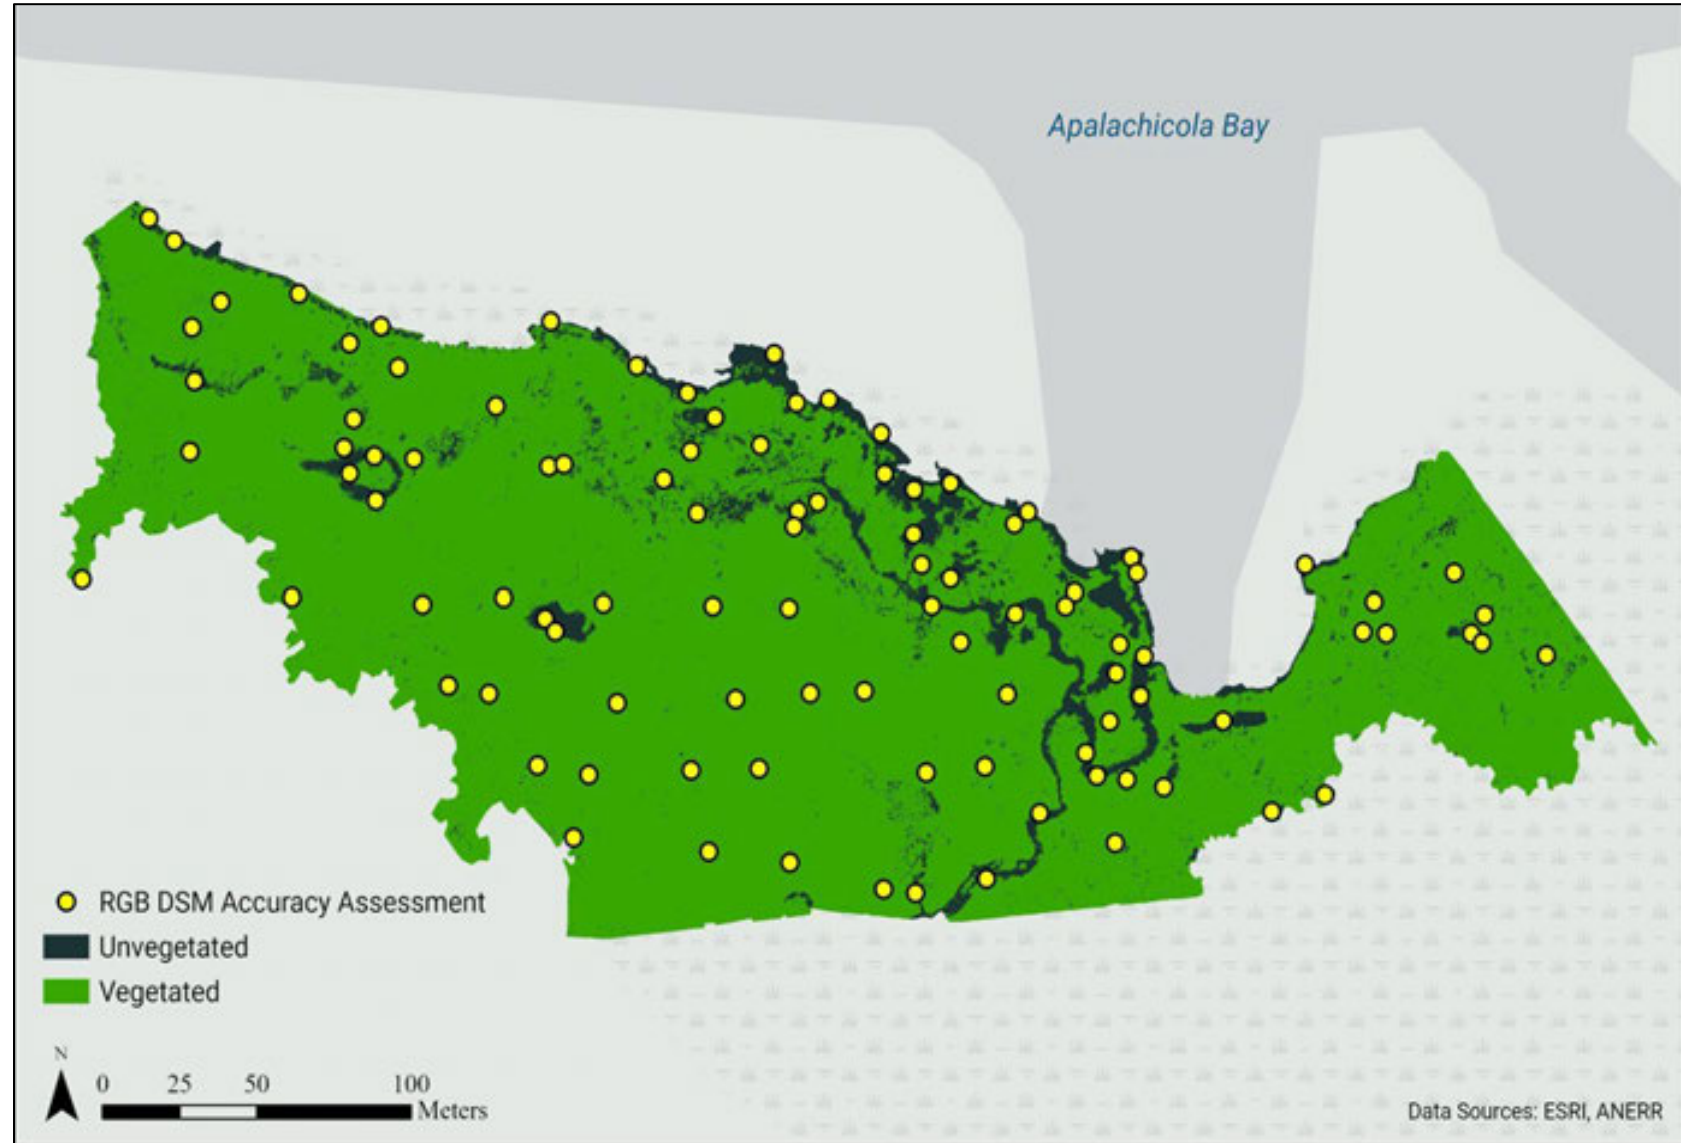 Apalachicola Bay
RGB DSM Accuracy Assessment
Unvegetated
Vegetated
N
0 25 50 100
Meters
Data Sources: ESRI, ANERR